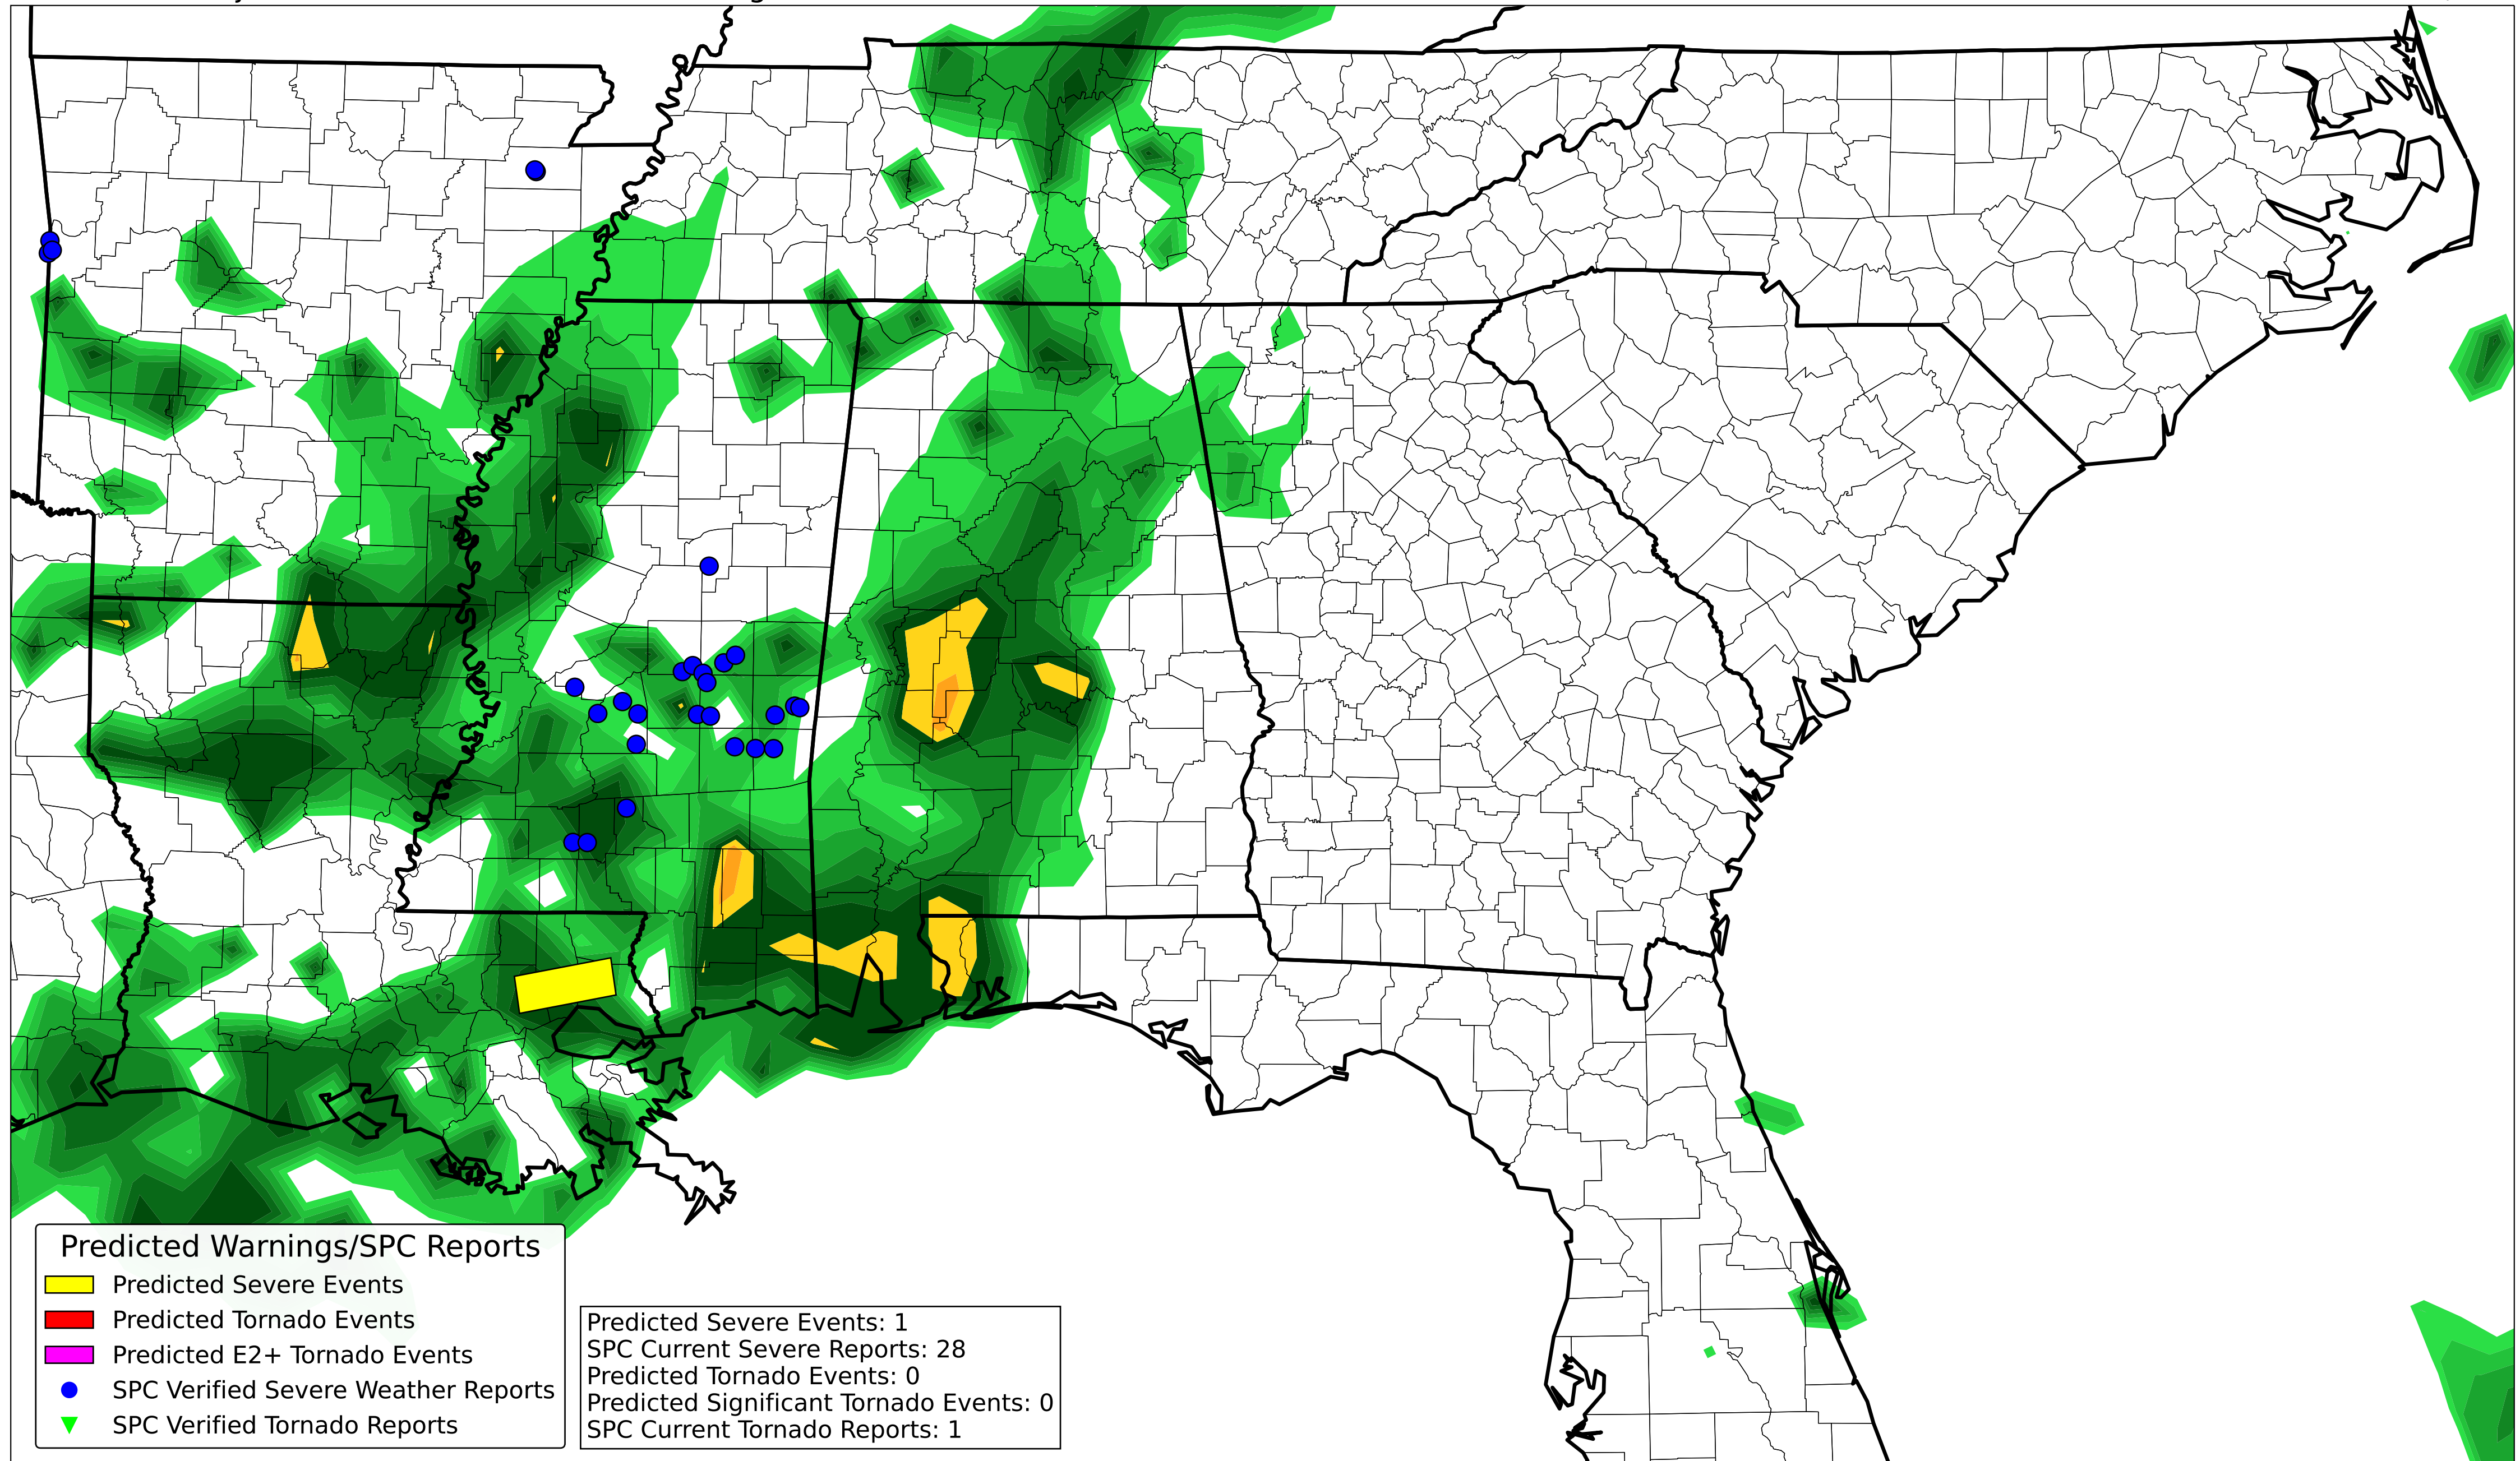 Predicted Warnings/SPC Reports
Predicted Severe Events
Predicted Tornado Events
Predicted E2+ Tornado Events
SPC Verified Severe Weather Reports
SPC Verified Tornado Reports
Predicted Severe Events: 1
SPC Current Severe Reports: 28
Predicted Tornado Events: 0
Predicted Significant Tornado Events: 0
SPC Current Tornado Reports: 1